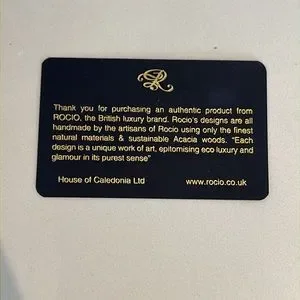 R
Thank you for purchasing an authentic product from
ROCIO, the British luxury brand. Rocio's designs are all
handmade by the artisans of Rocio using only the finest
natural materials & sustainable Acacia woods. “Each
design is a unique work of art, epitomising eco luxury and
glamour in its purest sense”
House of Caledonia Ltd
www.rocio.co.uk